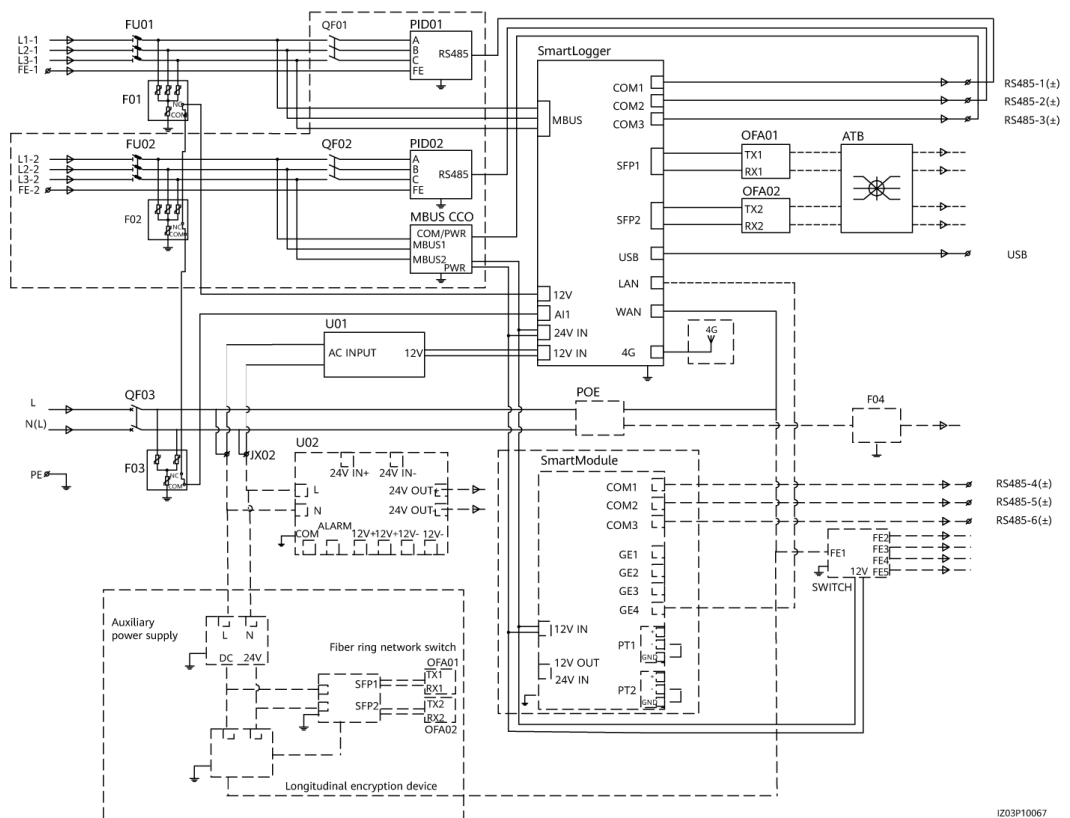 FU01
QF01
PID01
L1-1
L2-1
L3-1
FE-1
A
B
C
FE
RS485
SmartLogger
F01
NC
COM
MBUS
COM1
COM2
COM3
RS485-1(±)
RS485-2(±)
RS485-3(±)
FU02
QF02
PID02
L1-2
L2-2
L3-2
FE-2
A
B
C
FE
RS485
F02
NC
COM
MBUS CCO
COM/PWR
MBUS1
MBUS2
PWR
SFP1
SFP2
OFA01
TX1
RX1
OFA02
TX2
RX2
ATB
USB
USB
LAN
WAN
4G
4G
12V
AI1
24V IN
12V IN
U01
AC INPUT
12V
L
N(L)
QF03
POE
F04
PE
F03
NC
COM
JX02
U02
24V IN+
24V IN-
L
N
24V OUT+
24V OUT-
COM
ALARM
12V+
12V+
12V-
12V-
SmartModule
COM1
COM2
COM3
RS485-4(±)
RS485-5(±)
RS485-6(±)
GE1
GE2
GE3
GE4
12V IN
12V OUT
24V IN
PT1
+
-
GND
PT2
+
-
GND
FE1
FE2
FE3
FE4
FE5
12V
SWITCH
Auxiliary
power supply
L
N
DC
24V
Fiber ring network switch
OFA01
SFP1
TX1
RX1
SFP2
TX2
RX2
OFA02
Longitudinal encryption device
IZ03P10067